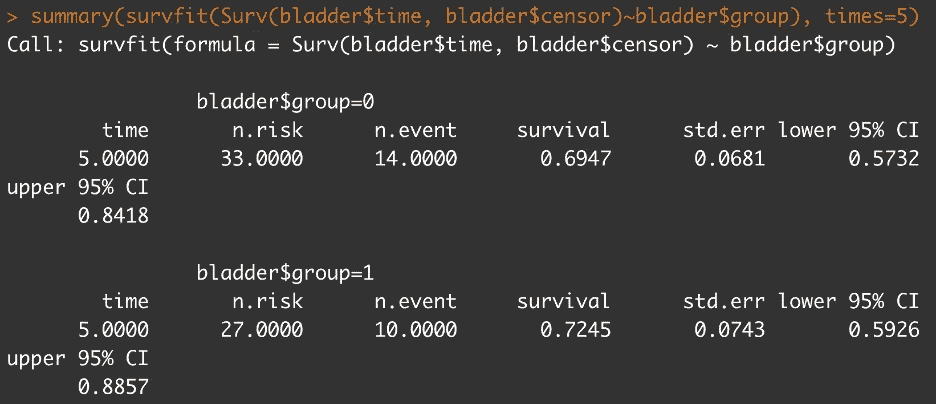 > summary(survfit(Surv(bladder$time, bladder$censor)~bladder$group), times=5)
Call: survfit(formula = Surv(bladder$time, bladder$censor) ~ bladder$group)
bladder$group=0
time n.risk n.event survival std.err lower 95% CI
5.0000 33.0000 14.0000 0.6947 0.0681 0.5732
upper 95% CI
0.8418
bladder$group=1
time n.risk n.event survival std.err lower 95% CI
5.0000 27.0000 10.0000 0.7245 0.0743 0.5926
upper 95% CI
0.8857